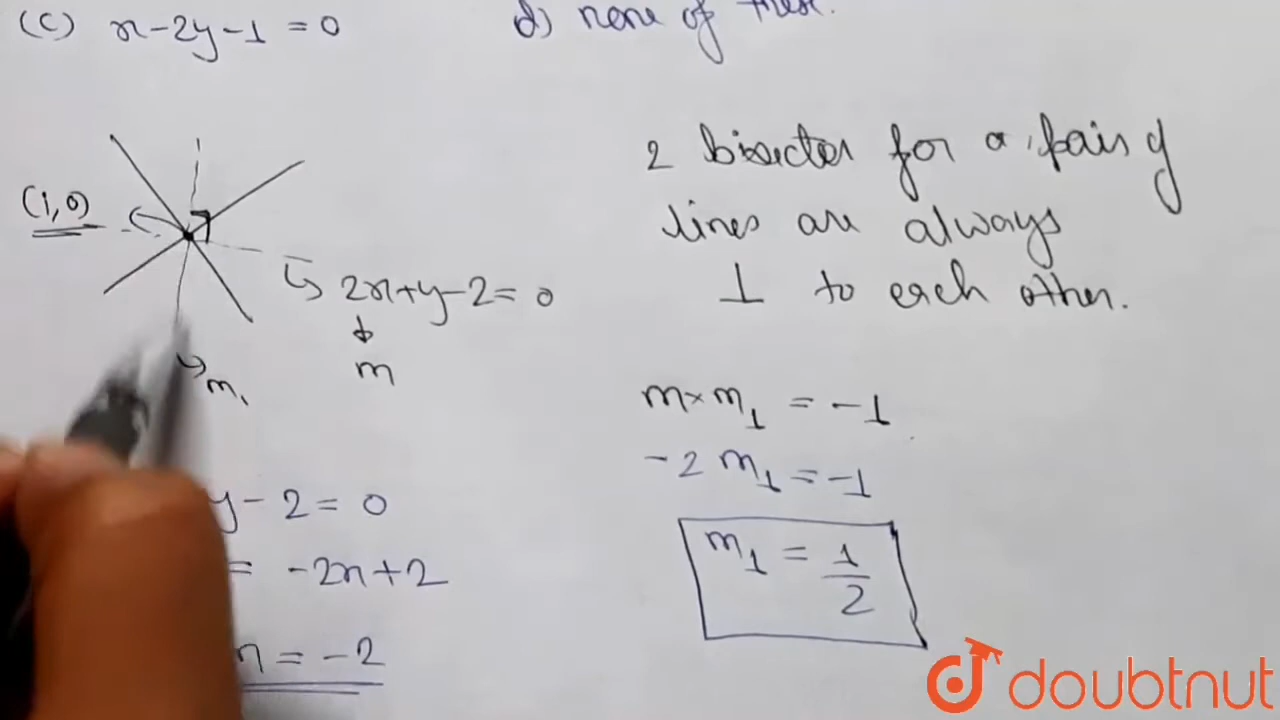 (C) x-2y-1 = 0
d) none of these.
2 bisector for a pair of
lines are always
⊥ to each other.
(1,0)
2x+y-2=0
m
m1
m×m1 = -1
-2 m1 = -1
m1 = 1/2
y-2=0
= -2x+2
m = -2
doubtnut